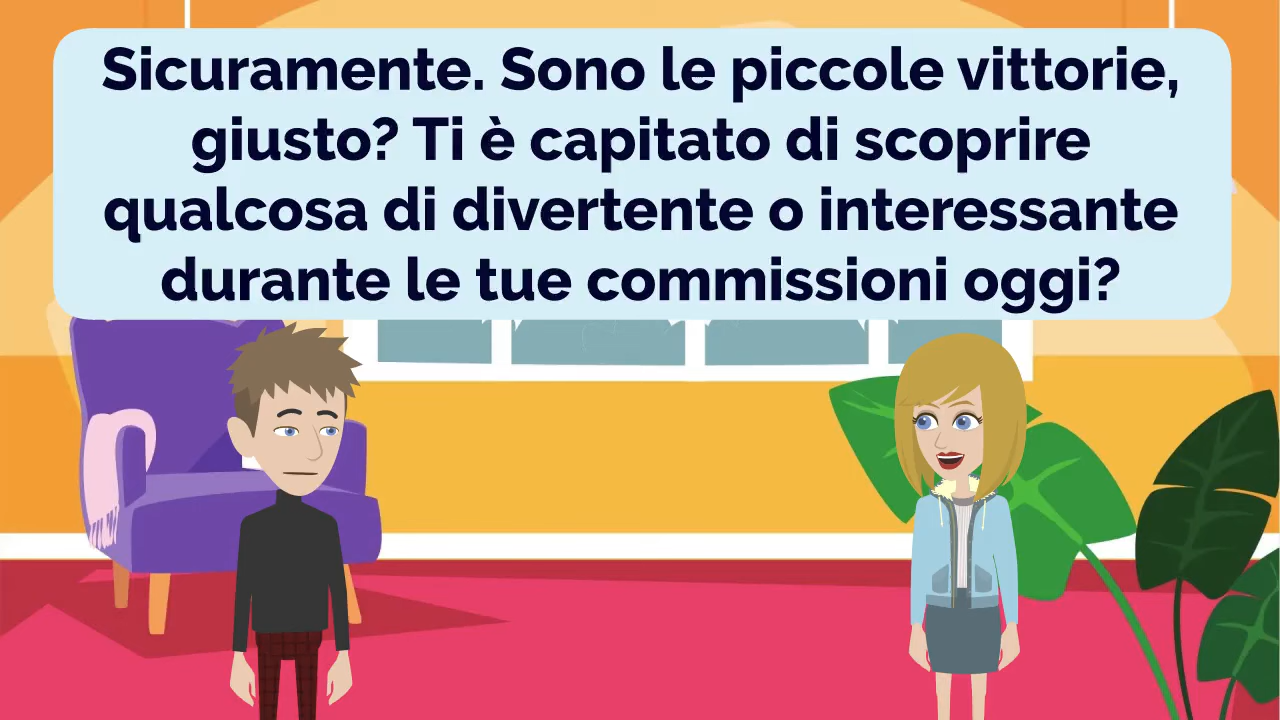 Sicuramente. Sono le piccole vittorie,
giusto? Ti è capitato di scoprire
qualcosa di divertente o interessante
durante le tue commissioni oggi?